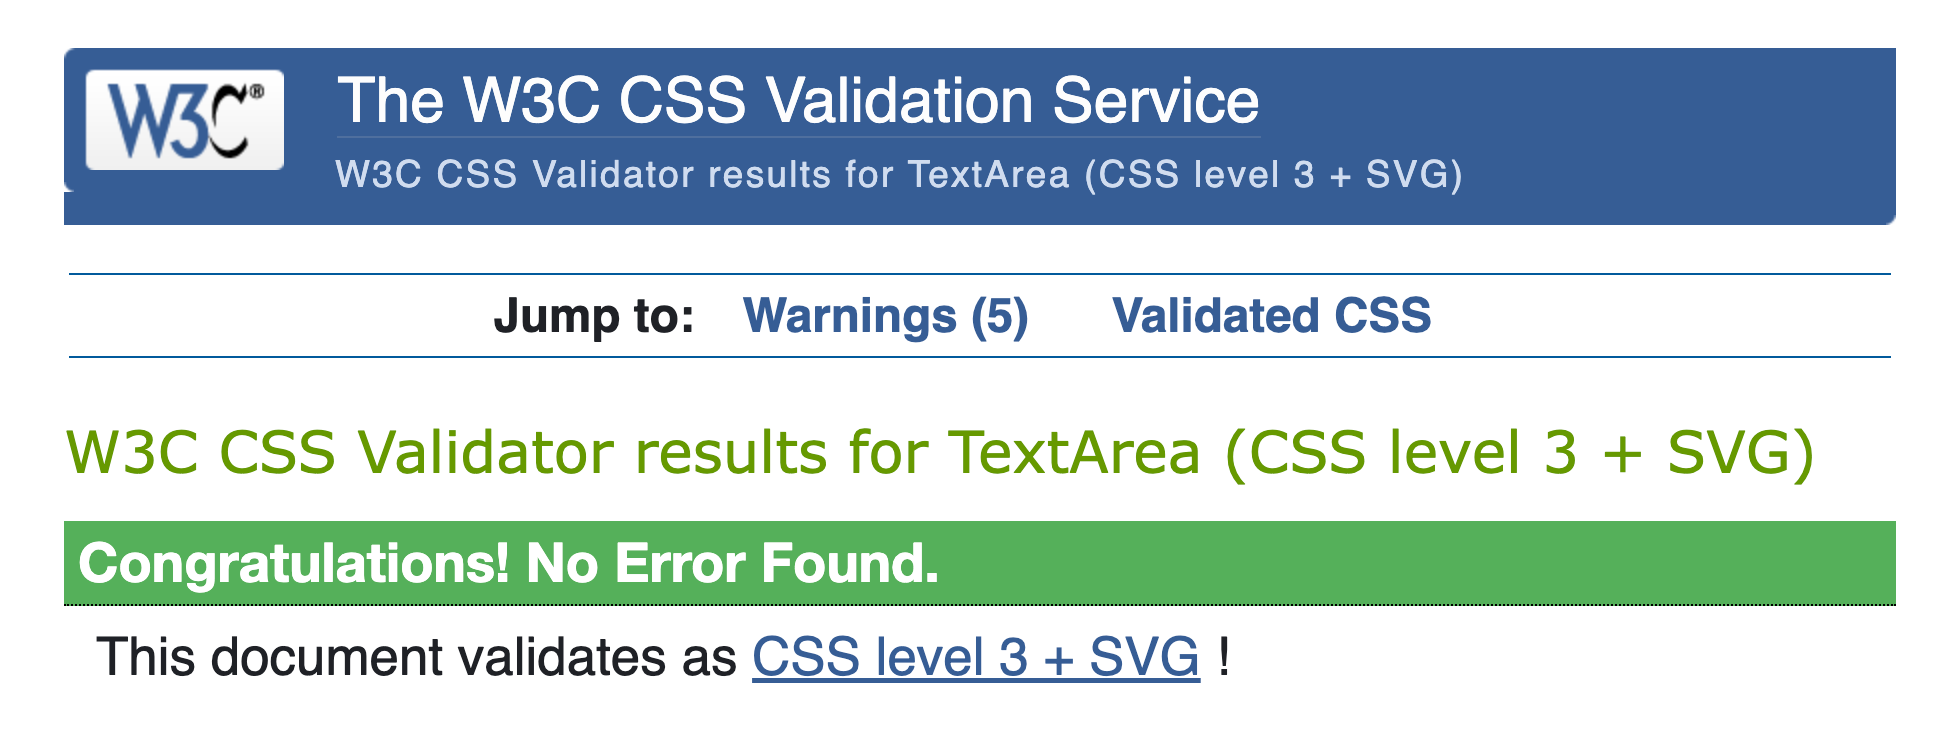 W3C®
The W3C CSS Validation Service
W3C CSS Validator results for TextArea (CSS level 3 + SVG)
Jump to: Warnings (5) Validated CSS
W3C CSS Validator results for TextArea (CSS level 3 + SVG)
Congratulations! No Error Found.
This document validates as CSS level 3 + SVG !